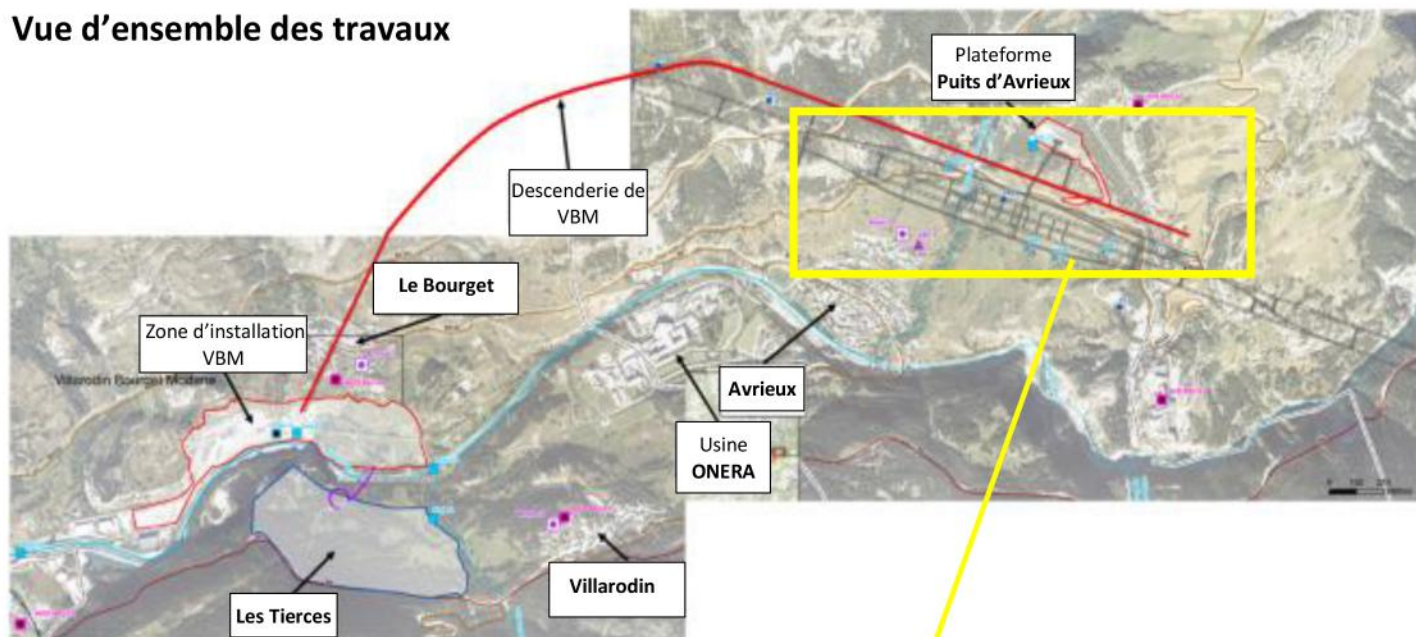 Vue d’ensemble des travaux
Plateforme
Puits d’Avrieux
Descenderie de
VBM
Le Bourget
Zone d’installation
VBM
Villarodin Bourget Modane
Avrieux
Usine
ONERA
Villarodin
Les Tierces